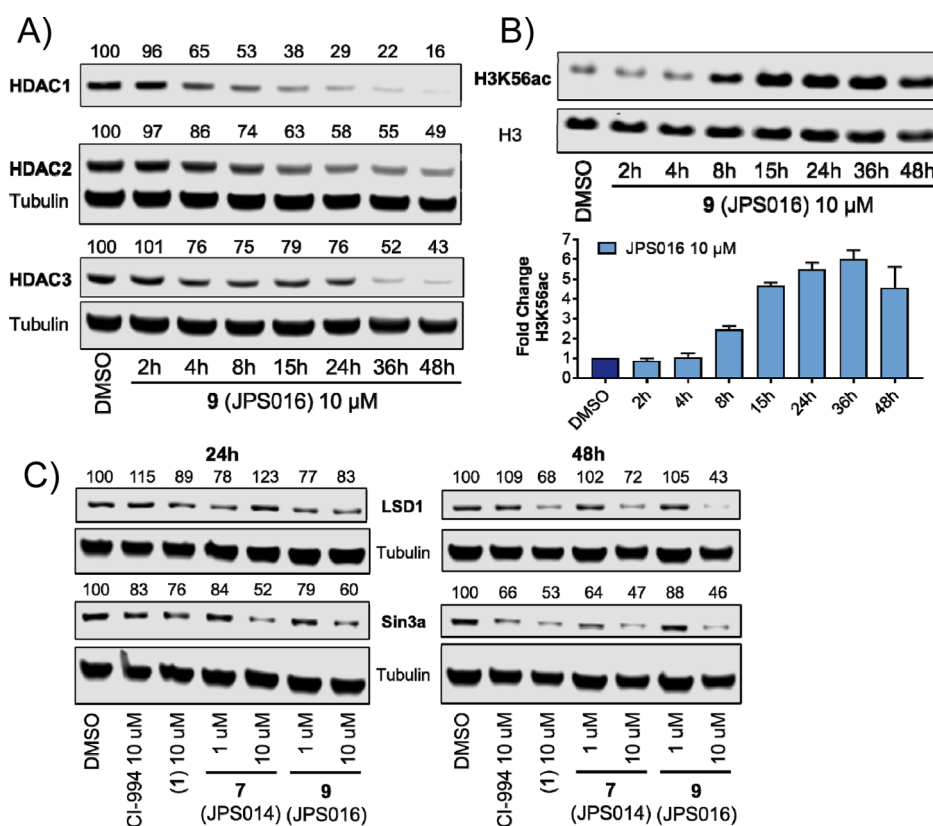 A)
100 96 65 53 38 29 22 16
HDAC1
100 97 86 74 63 58 55 49
HDAC2
Tubulin
100 101 76 75 79 76 52 43
HDAC3
Tubulin
DMSO 2h 4h 8h 15h 24h 36h 48h
9 (JPS016) 10 µM
B)
H3K56ac
H3
DMSO 2h 4h 8h 15h 24h 36h 48h
9 (JPS016) 10 µM
Fold Change
H3K56ac
7
6
5
4
3
2
1
0
JPS016 10 µM
DMSO 2h 4h 8h 15h 24h 36h 48h
C)
24h
100 115 89 78 123 77 83
48h
100 109 68 102 72 105 43
LSD1
Tubulin
100 83 76 84 52 79 60
100 66 53 64 47 88 46
Sin3a
Tubulin
DMSO CI-994 10 uM (1) 10 uM 1 uM 10 uM 1 uM 10 uM
7 9
(JPS014) (JPS016)
DMSO CI-994 10 uM (1) 10 uM 1 uM 10 uM 1 uM 10 uM
7 9
(JPS014) (JPS016)